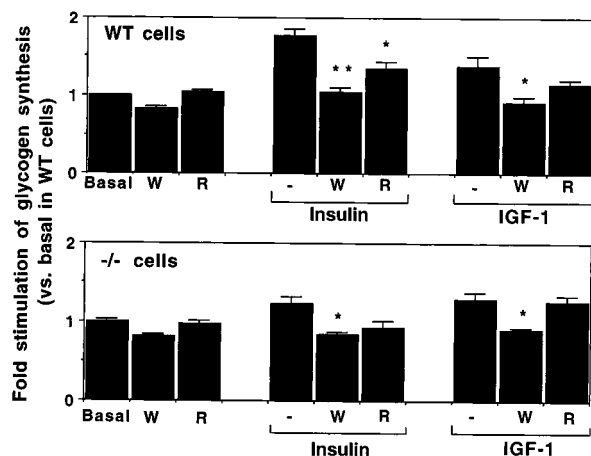 Fold stimulation of glycogen synthesis
(vs. basal in WT cells)
2
WT cells
*
* *
*
1
0
Basal W R - W R - W R
Insulin IGF-1
2
-/- cells
*
*
1
0
Basal W R - W R - W R
Insulin IGF-1